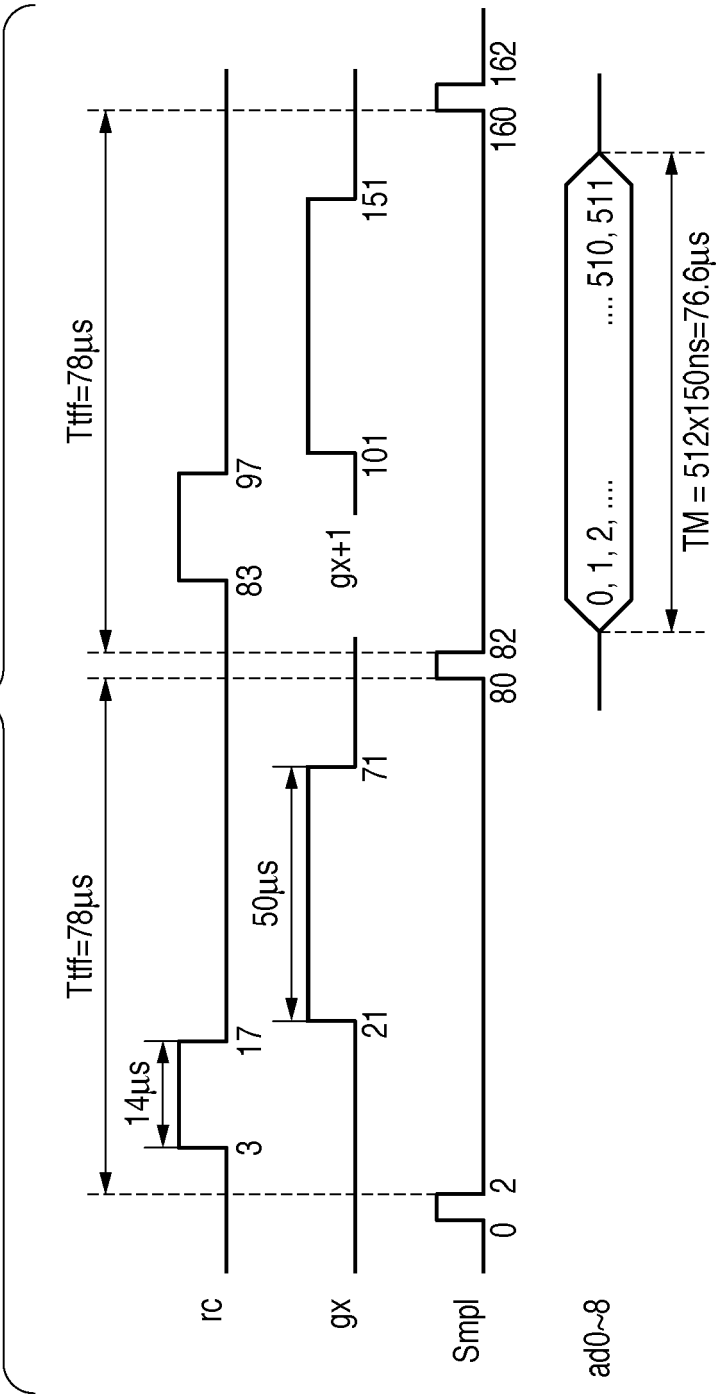 Ttff=78µs
Ttff=78µs
14µs
rc
3
17
83
97
50µs
gx
21
71
gx+1
101
151
Smpl
0
2
80
82
160
162
ad0~8
0, 1, 2, ....
.... 510, 511
TM = 512x150ns=76.6µs